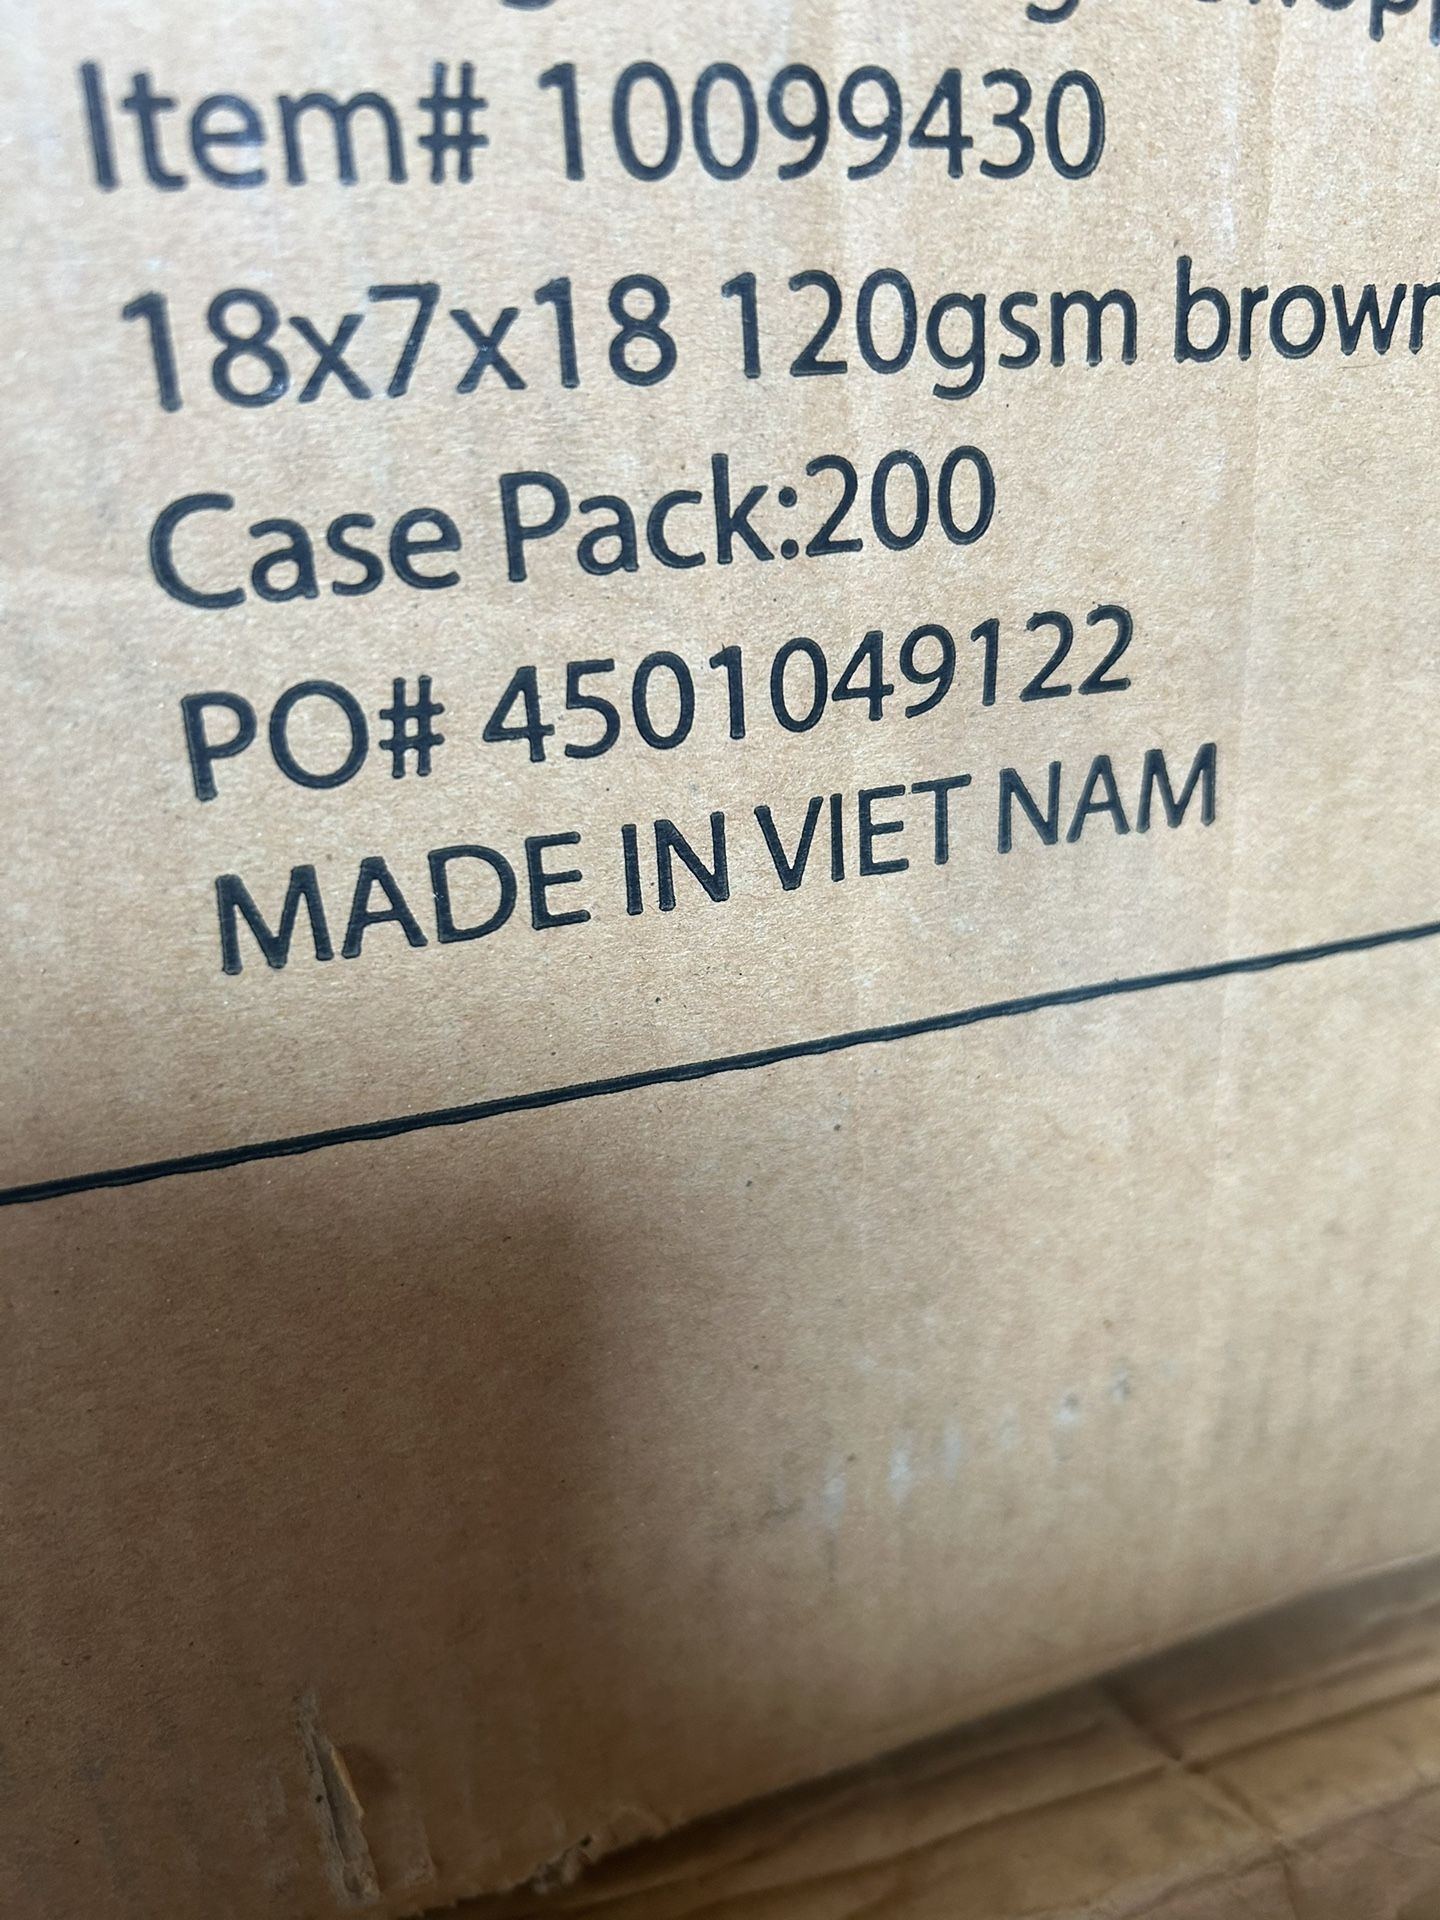 Item# 10099430
18x7x18 120gsm brown
Case Pack:200
PO# 4501049122
MADE IN VIET NAM